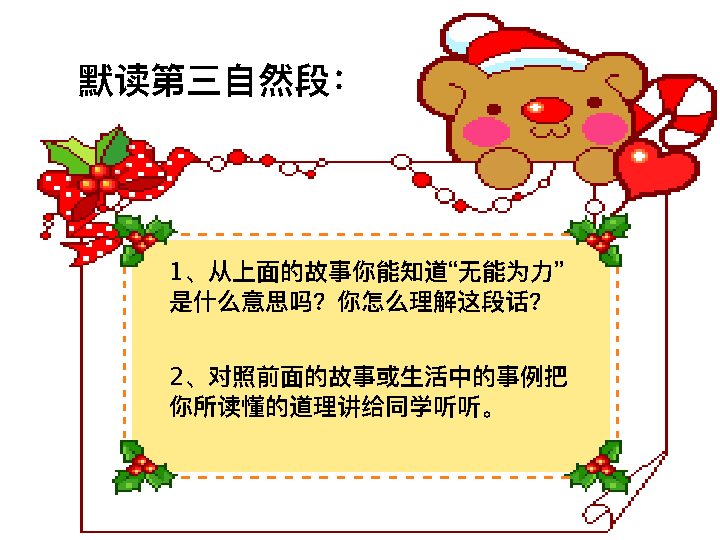 默读第三自然段：
1、从上面的故事你能知道“无能为力”
是什么意思吗？你怎么理解这段话？
2、对照前面的故事或生活中的事例把
你所读懂的道理讲给同学听听。